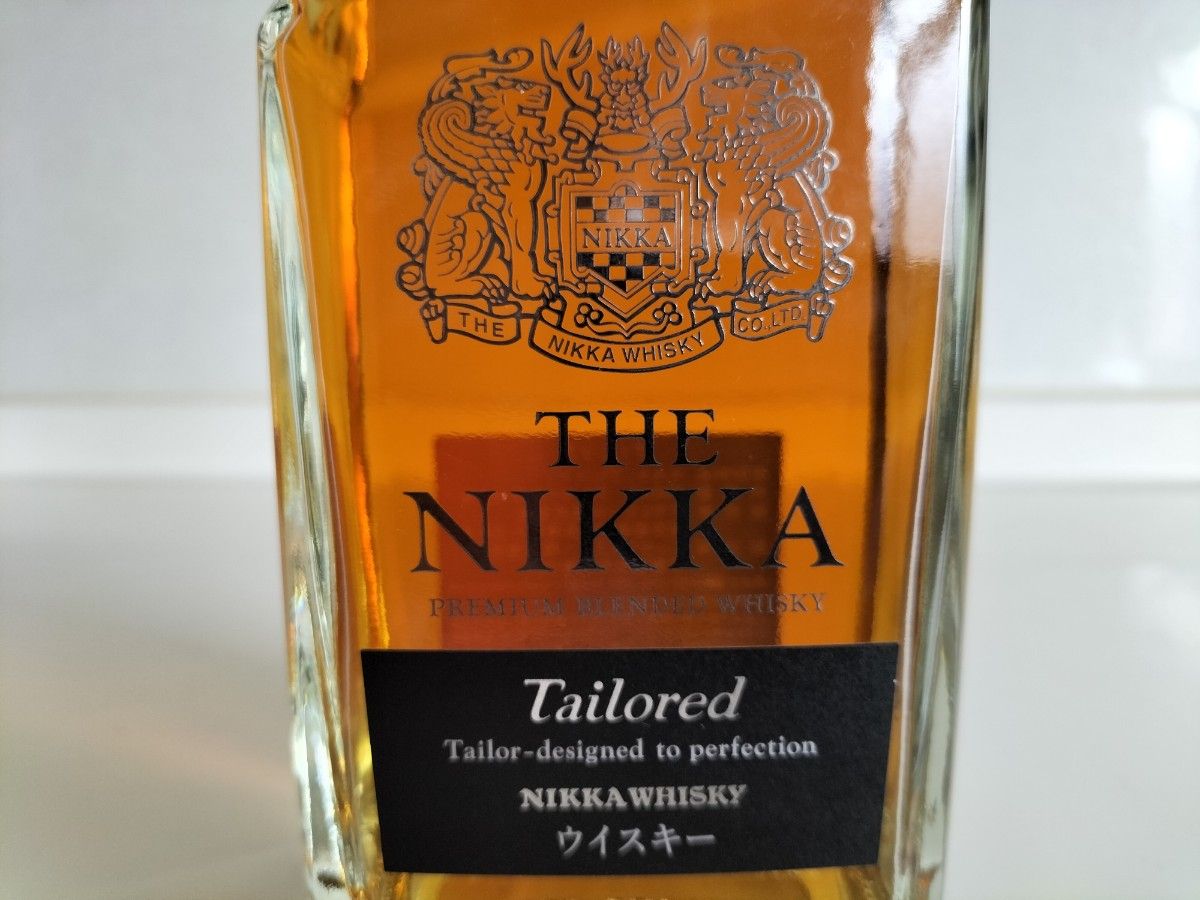 NIKKA
THE
NIKKA WHISKY
CO.,LTD.
THE
NIKKA
PREMIUM BLENDED WHISKY
Tailored
Tailor-designed to perfection
NIKKA WHISKY
ウイスキー